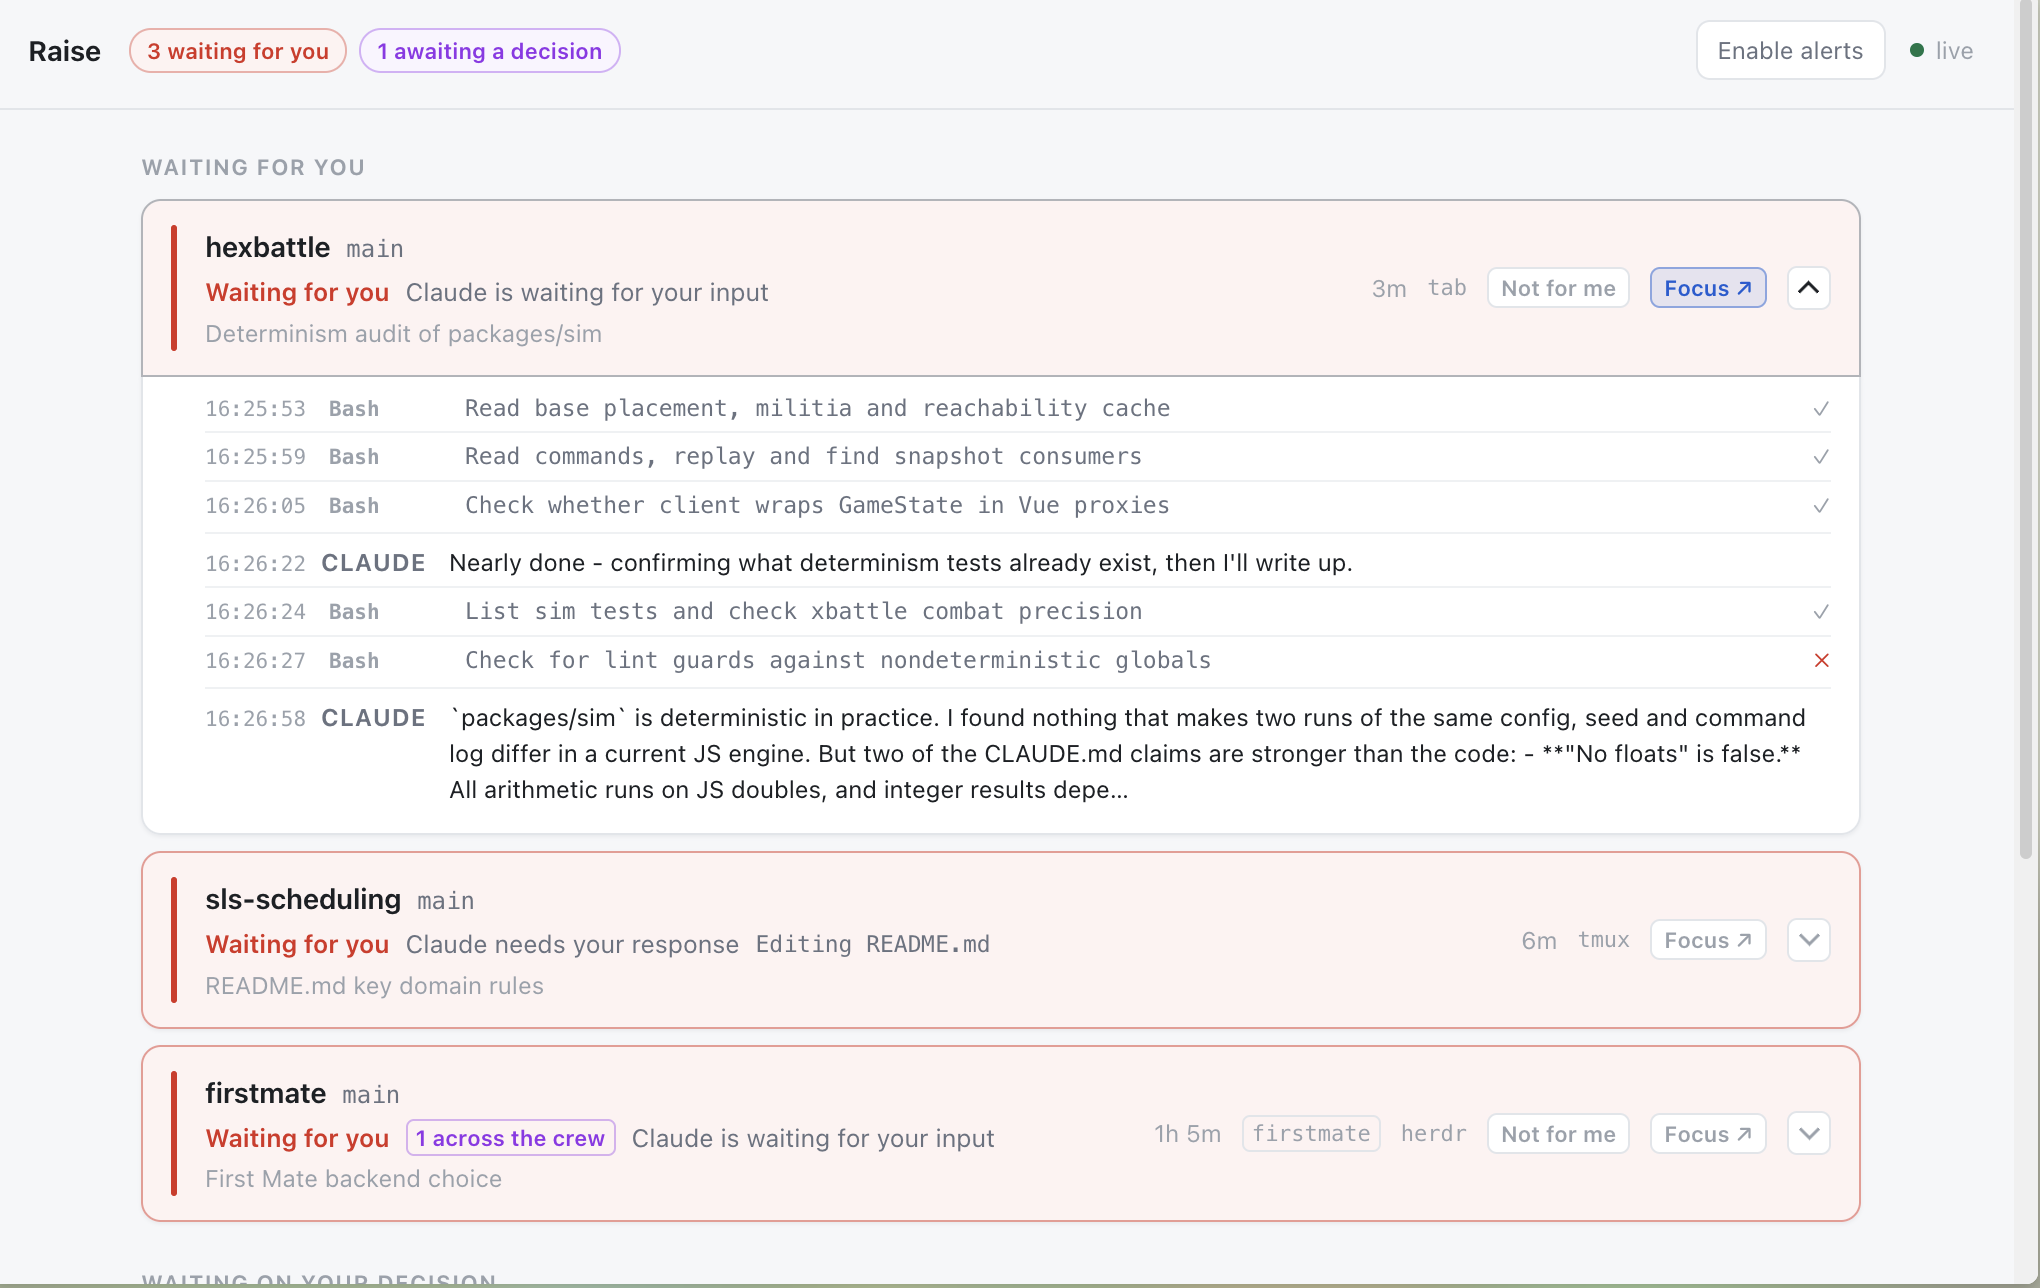 Raise 3 waiting for you 1 awaiting a decision Enable alerts live
WAITING FOR YOU
hexbattle main
Waiting for you Claude is waiting for your input 3m tab Not for me Focus ↗
Determinism audit of packages/sim
16:25:53 Bash Read base placement, militia and reachability cache ✓
16:25:59 Bash Read commands, replay and find snapshot consumers ✓
16:26:05 Bash Check whether client wraps GameState in Vue proxies ✓
16:26:22 CLAUDE Nearly done - confirming what determinism tests already exist, then I'll write up.
16:26:24 Bash List sim tests and check xbattle combat precision ✓
16:26:27 Bash Check for lint guards against nondeterministic globals ✕
16:26:58 CLAUDE `packages/sim` is deterministic in practice. I found nothing that makes two runs of the same config, seed and command
log differ in a current JS engine. But two of the CLAUDE.md claims are stronger than the code: - **"No floats" is false.**
All arithmetic runs on JS doubles, and integer results depe...
sls-scheduling main
Waiting for you Claude needs your response Editing README.md 6m tmux Focus ↗
README.md key domain rules
firstmate main
Waiting for you 1 across the crew Claude is waiting for your input 1h 5m firstmate herdr Not for me Focus ↗
First Mate backend choice
WAITING ON YOUR DECISION